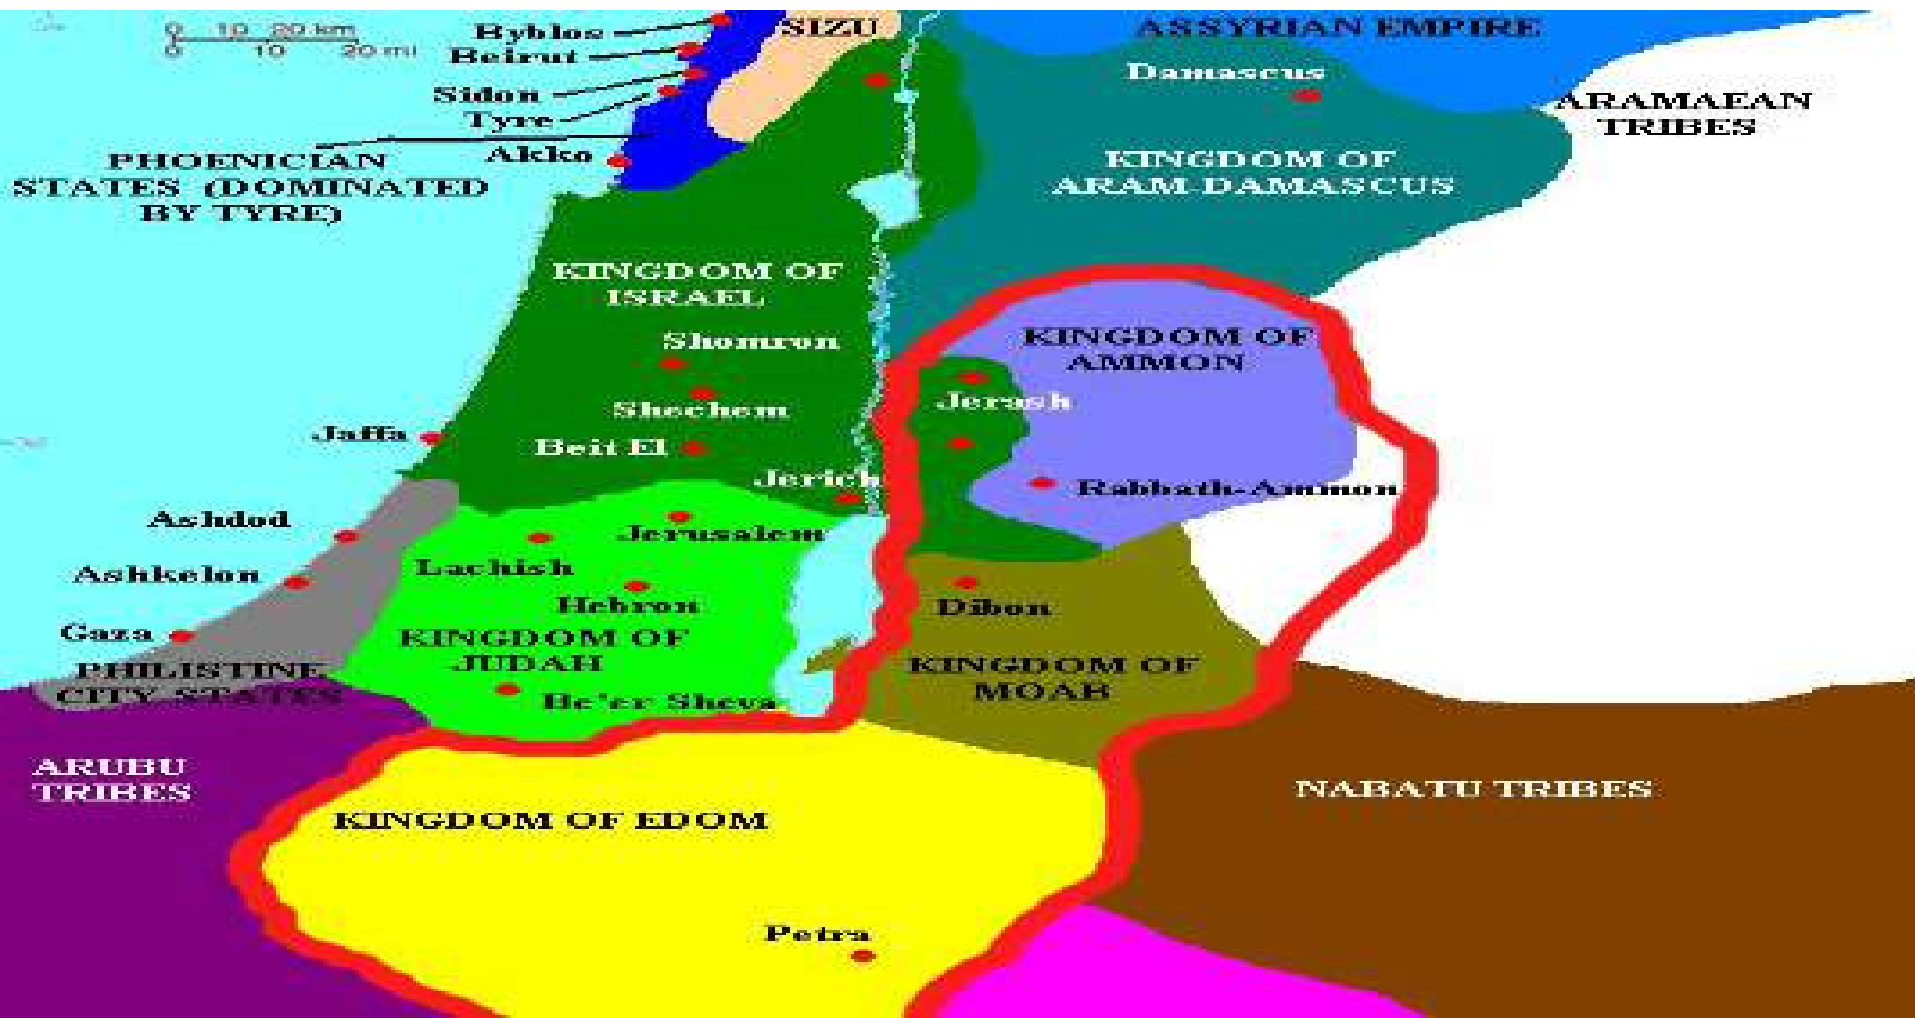 0 10 20 km
0 10 20 mi
Byblos
Beirut
Sidon
Tyre
Akko
PHOENICIAN
STATES (DOMINATED
BY TYRE)
SIZU
ASSYRIAN EMPIRE
Damascus
ARAMAEAN
TRIBES
KINGDOM OF
ARAM-DAMASCUS
KINGDOM OF
ISRAEL
Shomron
Shechem
Jaffa
Beit El
Jerich
KINGDOM OF
AMMON
Jerash
Rabbath-Ammon
Ashdod
Jerusalem
Lachish
Ashkelon
Hebron
Gaza
KINGDOM OF
JUDAH
Be'er Sheva
PHILISTINE
CITY STATES
Dibon
KINGDOM OF
MOAB
ARUBU
TRIBES
NABATU TRIBES
KINGDOM OF EDOM
Petra